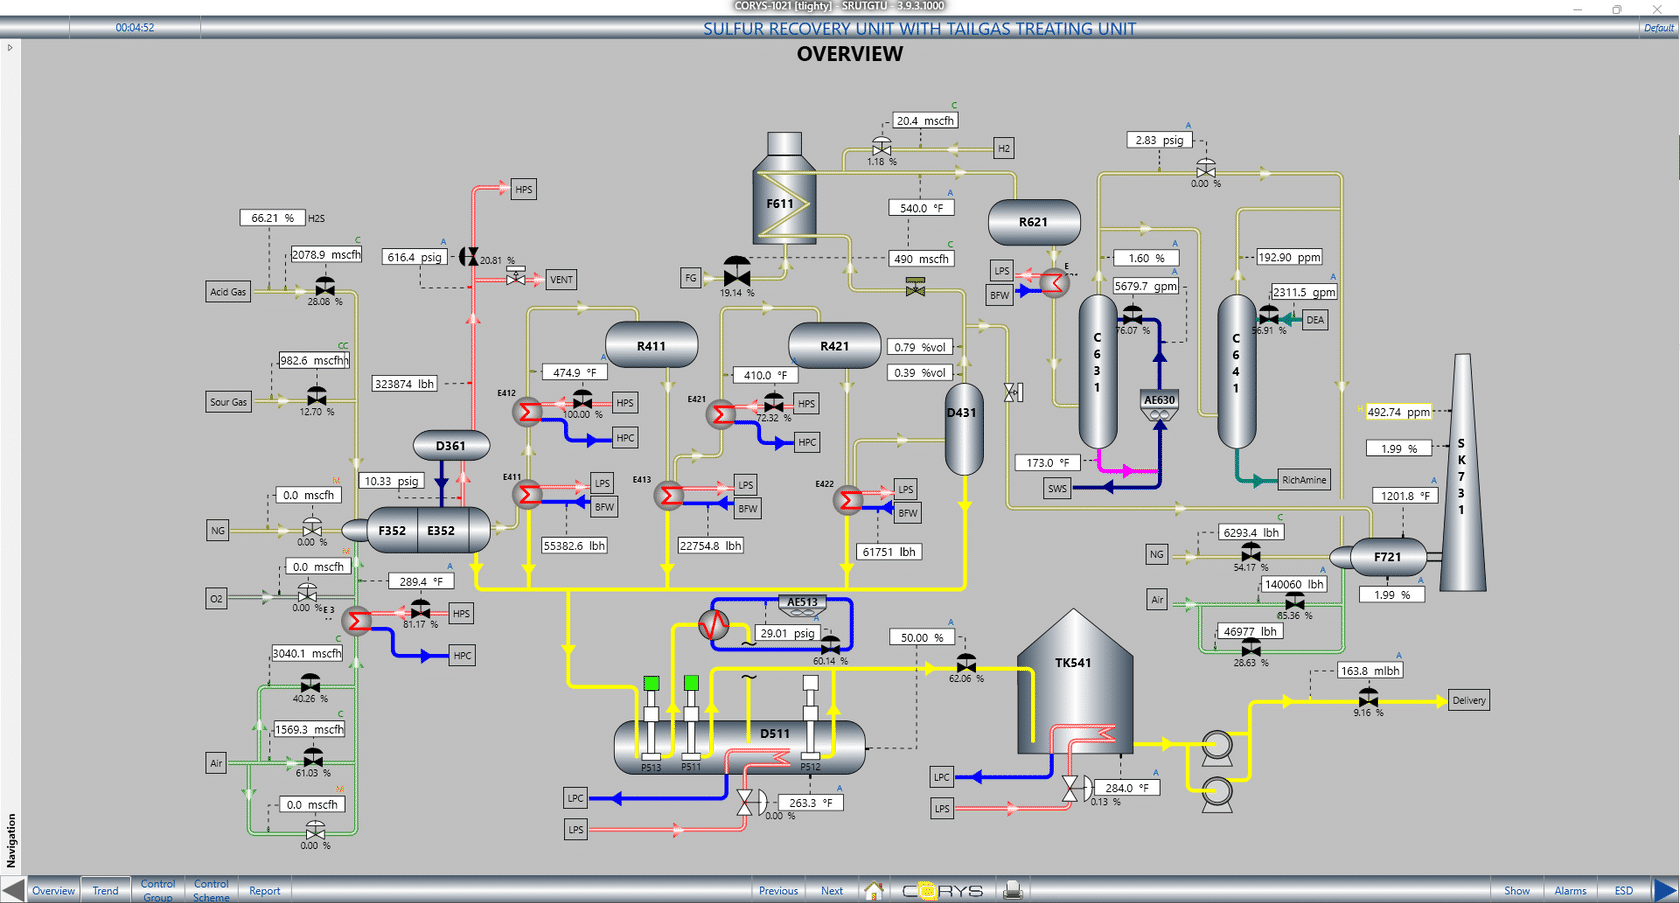 CORYS-1021 [tlighty] - SRUTGTU - 3.9.3.1000
00:04:52
SULFUR RECOVERY UNIT WITH TAILGAS TREATING UNIT
Default
OVERVIEW
C
20.4 mscfh
1.18 %
H2
A
2.83 psig
0.00 %
HPS
F611
A
540.0 °F
R621
66.21 % H2S
C
2078.9 mscfh
A
616.4 psig
20.81 %
VENT
C
490 mscfh
FG
19.14 %
LPS
E
BFW
A
1.60 %
192.90 ppm
A
5679.7 gpm
76.07 %
A
2311.5 gpm
56.91 %
DEA
Acid Gas
28.08 %
R411
R421
0.79 %vol
0.39 %vol
C631
C641
CC
982.6 mscfh
Sour Gas
12.70 %
323874 lbh
A
474.9 °F
E412
100.00 %
HPS
HPC
A
410.0 °F
E421
72.32 %
HPS
HPC
D431
AE630
492.74 ppm
1.99 %
SK731
D361
10.33 psig
173.0 °F
SWS
RichAmine
E411
LPS
BFW
E413
LPS
BFW
E422
LPS
BFW
M
0.0 mscfh
NG
0.00 %
F352
E352
55382.6 lbh
22754.8 lbh
61751 lbh
A
1201.8 °F
C
6293.4 lbh
NG
54.17 %
F721
M
0.0 mscfh
O2
0.00 %
E 3
A
289.4 °F
81.17 %
HPS
HPC
A
140060 lbh
Air
65.36 %
A
1.99 %
46977 lbh
28.63 %
AE513
A
29.01 psig
60.14 %
A
50.00 %
62.06 %
TK541
C
3040.1 mscfh
40.26 %
A
163.8 mlbh
9.16 %
Delivery
C
1569.3 mscfh
Air
61.03 %
D511
P513
P511
P512
M
0.0 mscfh
0.00 %
LPC
LPS
A
263.3 °F
0.00 %
LPC
LPS
A
284.0 °F
0.13 %
Navigation
Overview
Trend
Control Group
Control Scheme
Report
Previous
Next
CORYS
Show
Alarms
ESD